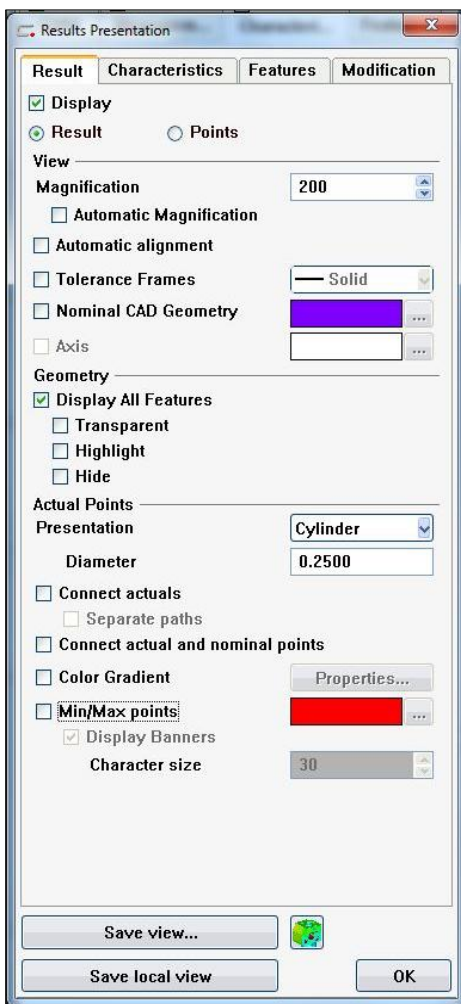 Results Presentation
Result Characteristics Features Modification
Display
Result Points
View
Magnification 200
Automatic Magnification
Automatic alignment
Tolerance Frames Solid
Nominal CAD Geometry ...
Axis ...
Geometry
Display All Features
Transparent
Highlight
Hide
Actual Points
Presentation Cylinder
Diameter 0.2500
Connect actuals
Separate paths
Connect actual and nominal points
Color Gradient Properties...
Min/Max points ...
Display Banners
Character size 30
Save view...
Save local view OK